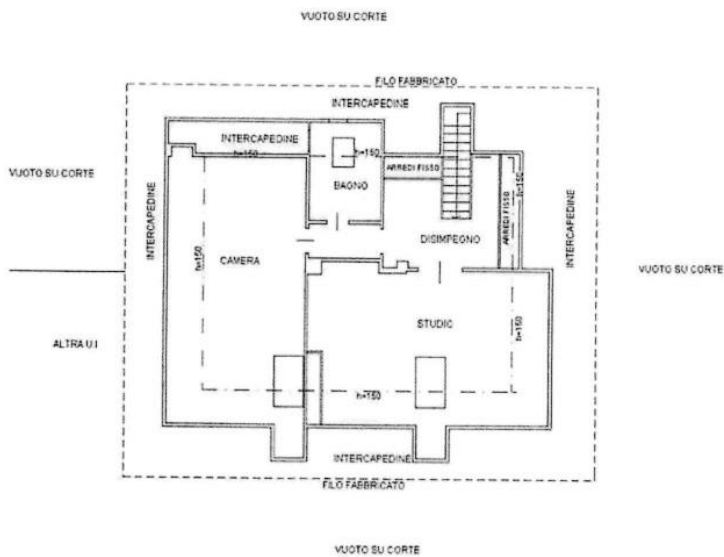 VUOTO SU CORTE
FILO FABBRICATO
INTERCAPEDINE
INTERCAPEDINE
h=150
h=150
ARREDI FISSO
VUOTO SU CORTE
BAGNO
h=150
ARREDI FISSO
INTERCAPEDINE
INTERCAPEDINE
DISIMPEGNO
CAMERA
h=150
VUOTO SU CORTE
STUDIO
h=150
ALTRA U.I
h=150
INTERCAPEDINE
FILO FABBRICATO
VUOTO SU CORTE